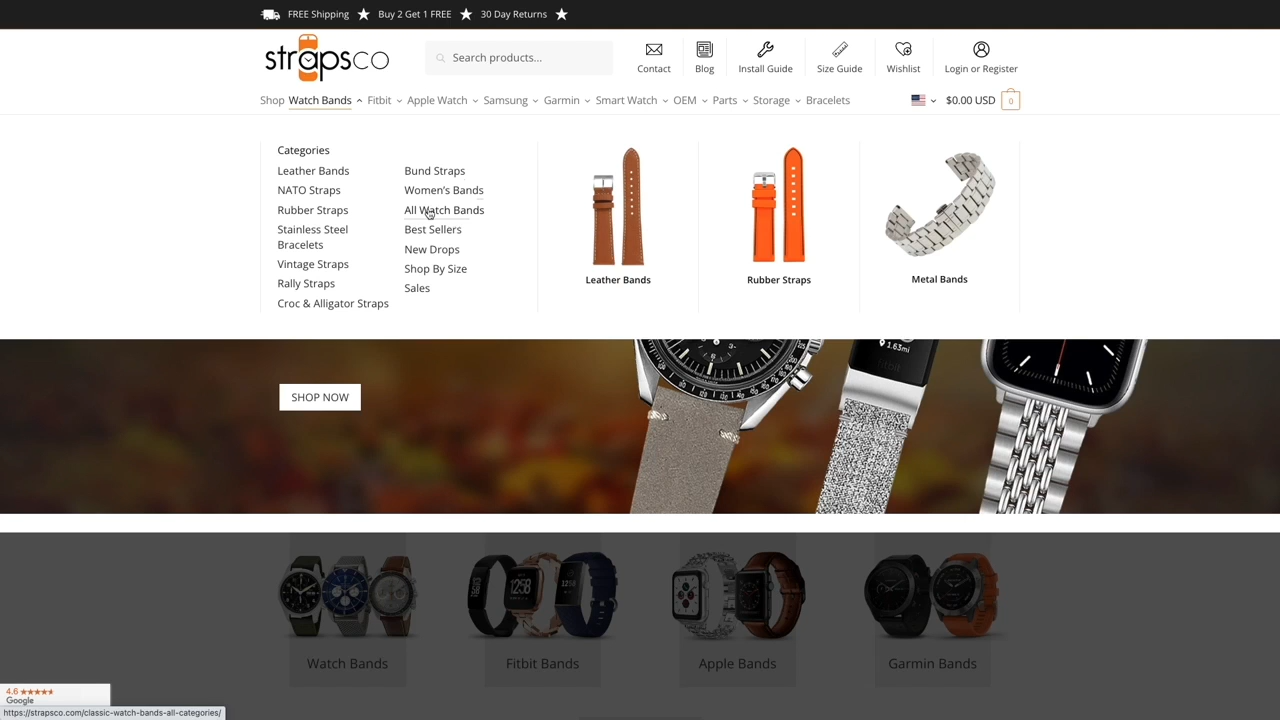 FREE Shipping ★ Buy 2 Get 1 FREE ★ 30 Day Returns ★
strapsco
Search products...
Contact
Blog
Install Guide
Size Guide
Wishlist
Login or Register
Shop Watch Bands Fitbit Apple Watch Samsung Garmin Smart Watch OEM Parts Storage Bracelets
$0.00 USD 0
Categories
Leather Bands
NATO Straps
Rubber Straps
Stainless Steel
Bracelets
Vintage Straps
Rally Straps
Croc & Alligator Straps
Bund Straps
Women's Bands
All Watch Bands
Best Sellers
New Drops
Shop By Size
Sales
Leather Bands
Rubber Straps
Metal Bands
SHOP NOW
1.63mi
Watch Bands
Fitbit Bands
Apple Bands
Garmin Bands
4.6 ★★★★★
Google
https://strapsco.com/classic-watch-bands-all-categories/